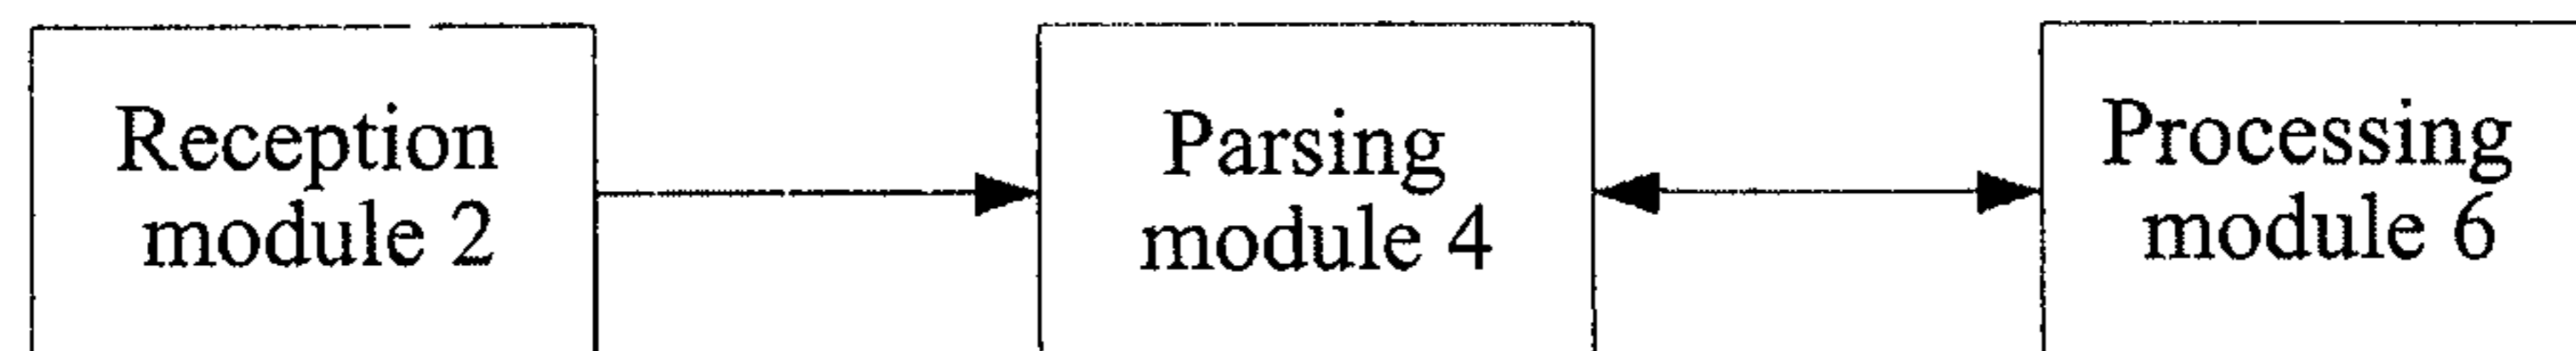 Reception
module 2
Parsing
module 4
Processing
module 6